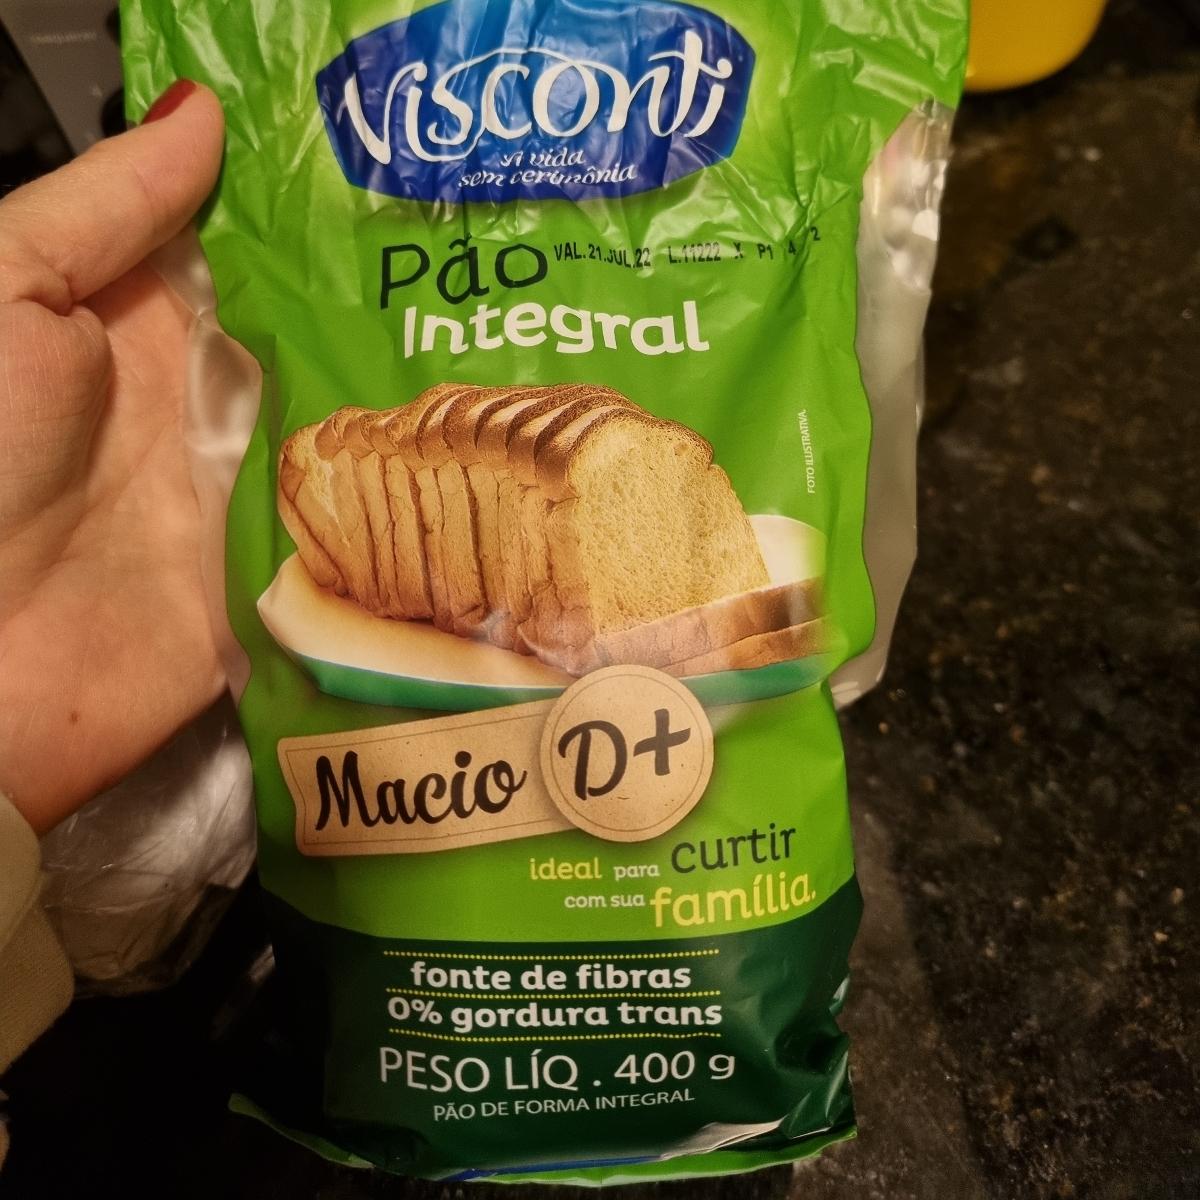 Visconti
A vida
sem cerimônia
Pão
VAL.21.JUL.22 L.11222 X P1
Integral
FOTO ILUSTRATIVA.
Macio D+
ideal para curtir
com sua família.
fonte de fibras
0% gordura trans
PESO LÍQ. 400 g
PÃO DE FORMA INTEGRAL